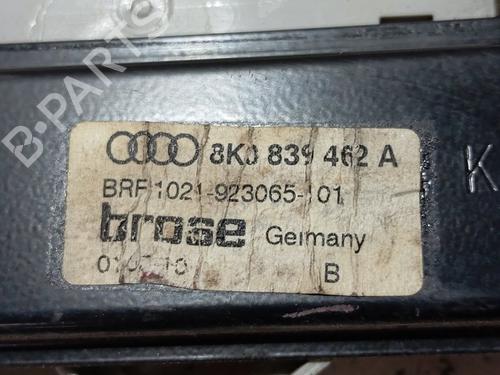 8K0 839 462 A
BRF 1021-923065-101
brose Germany
B
K
B-PARTS